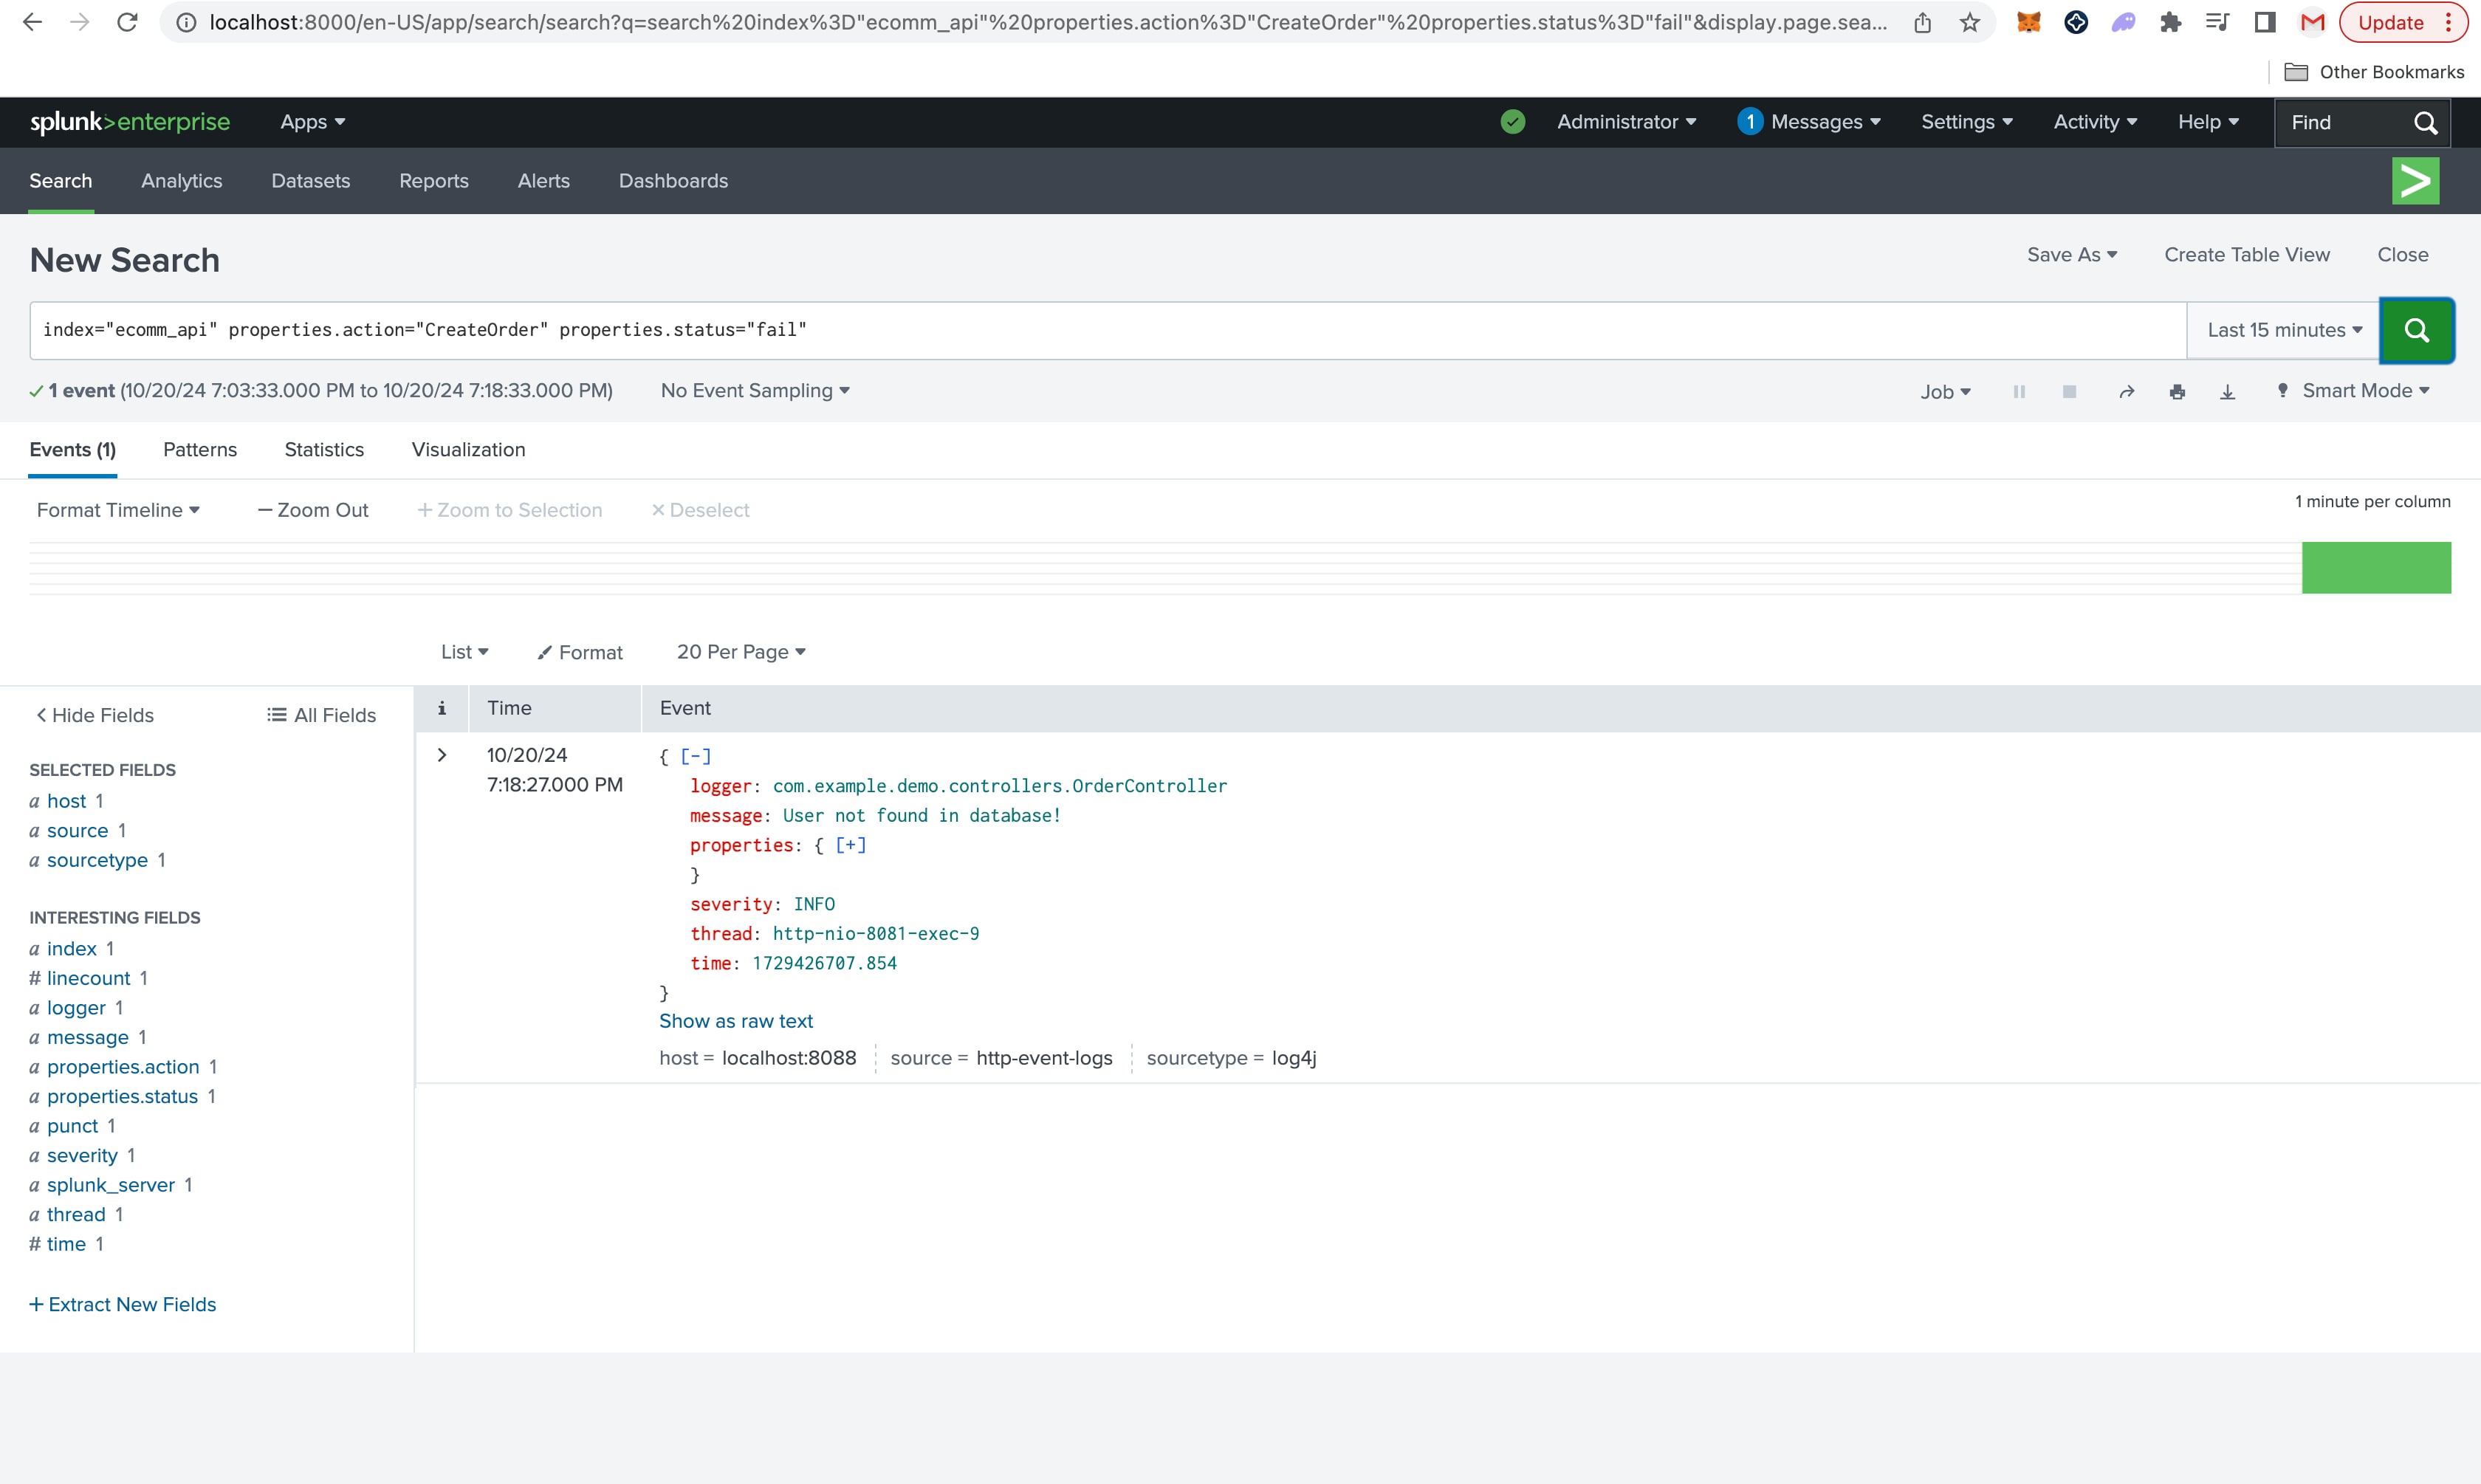 localhost:8000/en-US/app/search/search?q=search%20index%3D"ecomm_api"%20properties.action%3D"CreateOrder"%20properties.status%3D"fail"&display.page.sea...
Update
Other Bookmarks
splunk>enterprise Apps Administrator 1 Messages Settings Activity Help Find
Search Analytics Datasets Reports Alerts Dashboards
New Search Save As Create Table View Close
index="ecomm_api" properties.action="CreateOrder" properties.status="fail" Last 15 minutes
1 event (10/20/24 7:03:33.000 PM to 10/20/24 7:18:33.000 PM) No Event Sampling Job Smart Mode
Events (1) Patterns Statistics Visualization
Format Timeline — Zoom Out + Zoom to Selection × Deselect 1 minute per column
List Format 20 Per Page
< Hide Fields All Fields
SELECTED FIELDS
a host 1
a source 1
a sourcetype 1
INTERESTING FIELDS
a index 1
# linecount 1
a logger 1
a message 1
a properties.action 1
a properties.status 1
a punct 1
a severity 1
a splunk_server 1
a thread 1
# time 1
+ Extract New Fields
i Time Event
> 10/20/24
7:18:27.000 PM
{ [-]
logger: com.example.demo.controllers.OrderController
message: User not found in database!
properties: { [+]
}
severity: INFO
thread: http-nio-8081-exec-9
time: 1729426707.854
}
Show as raw text
host = localhost:8088 source = http-event-logs sourcetype = log4j